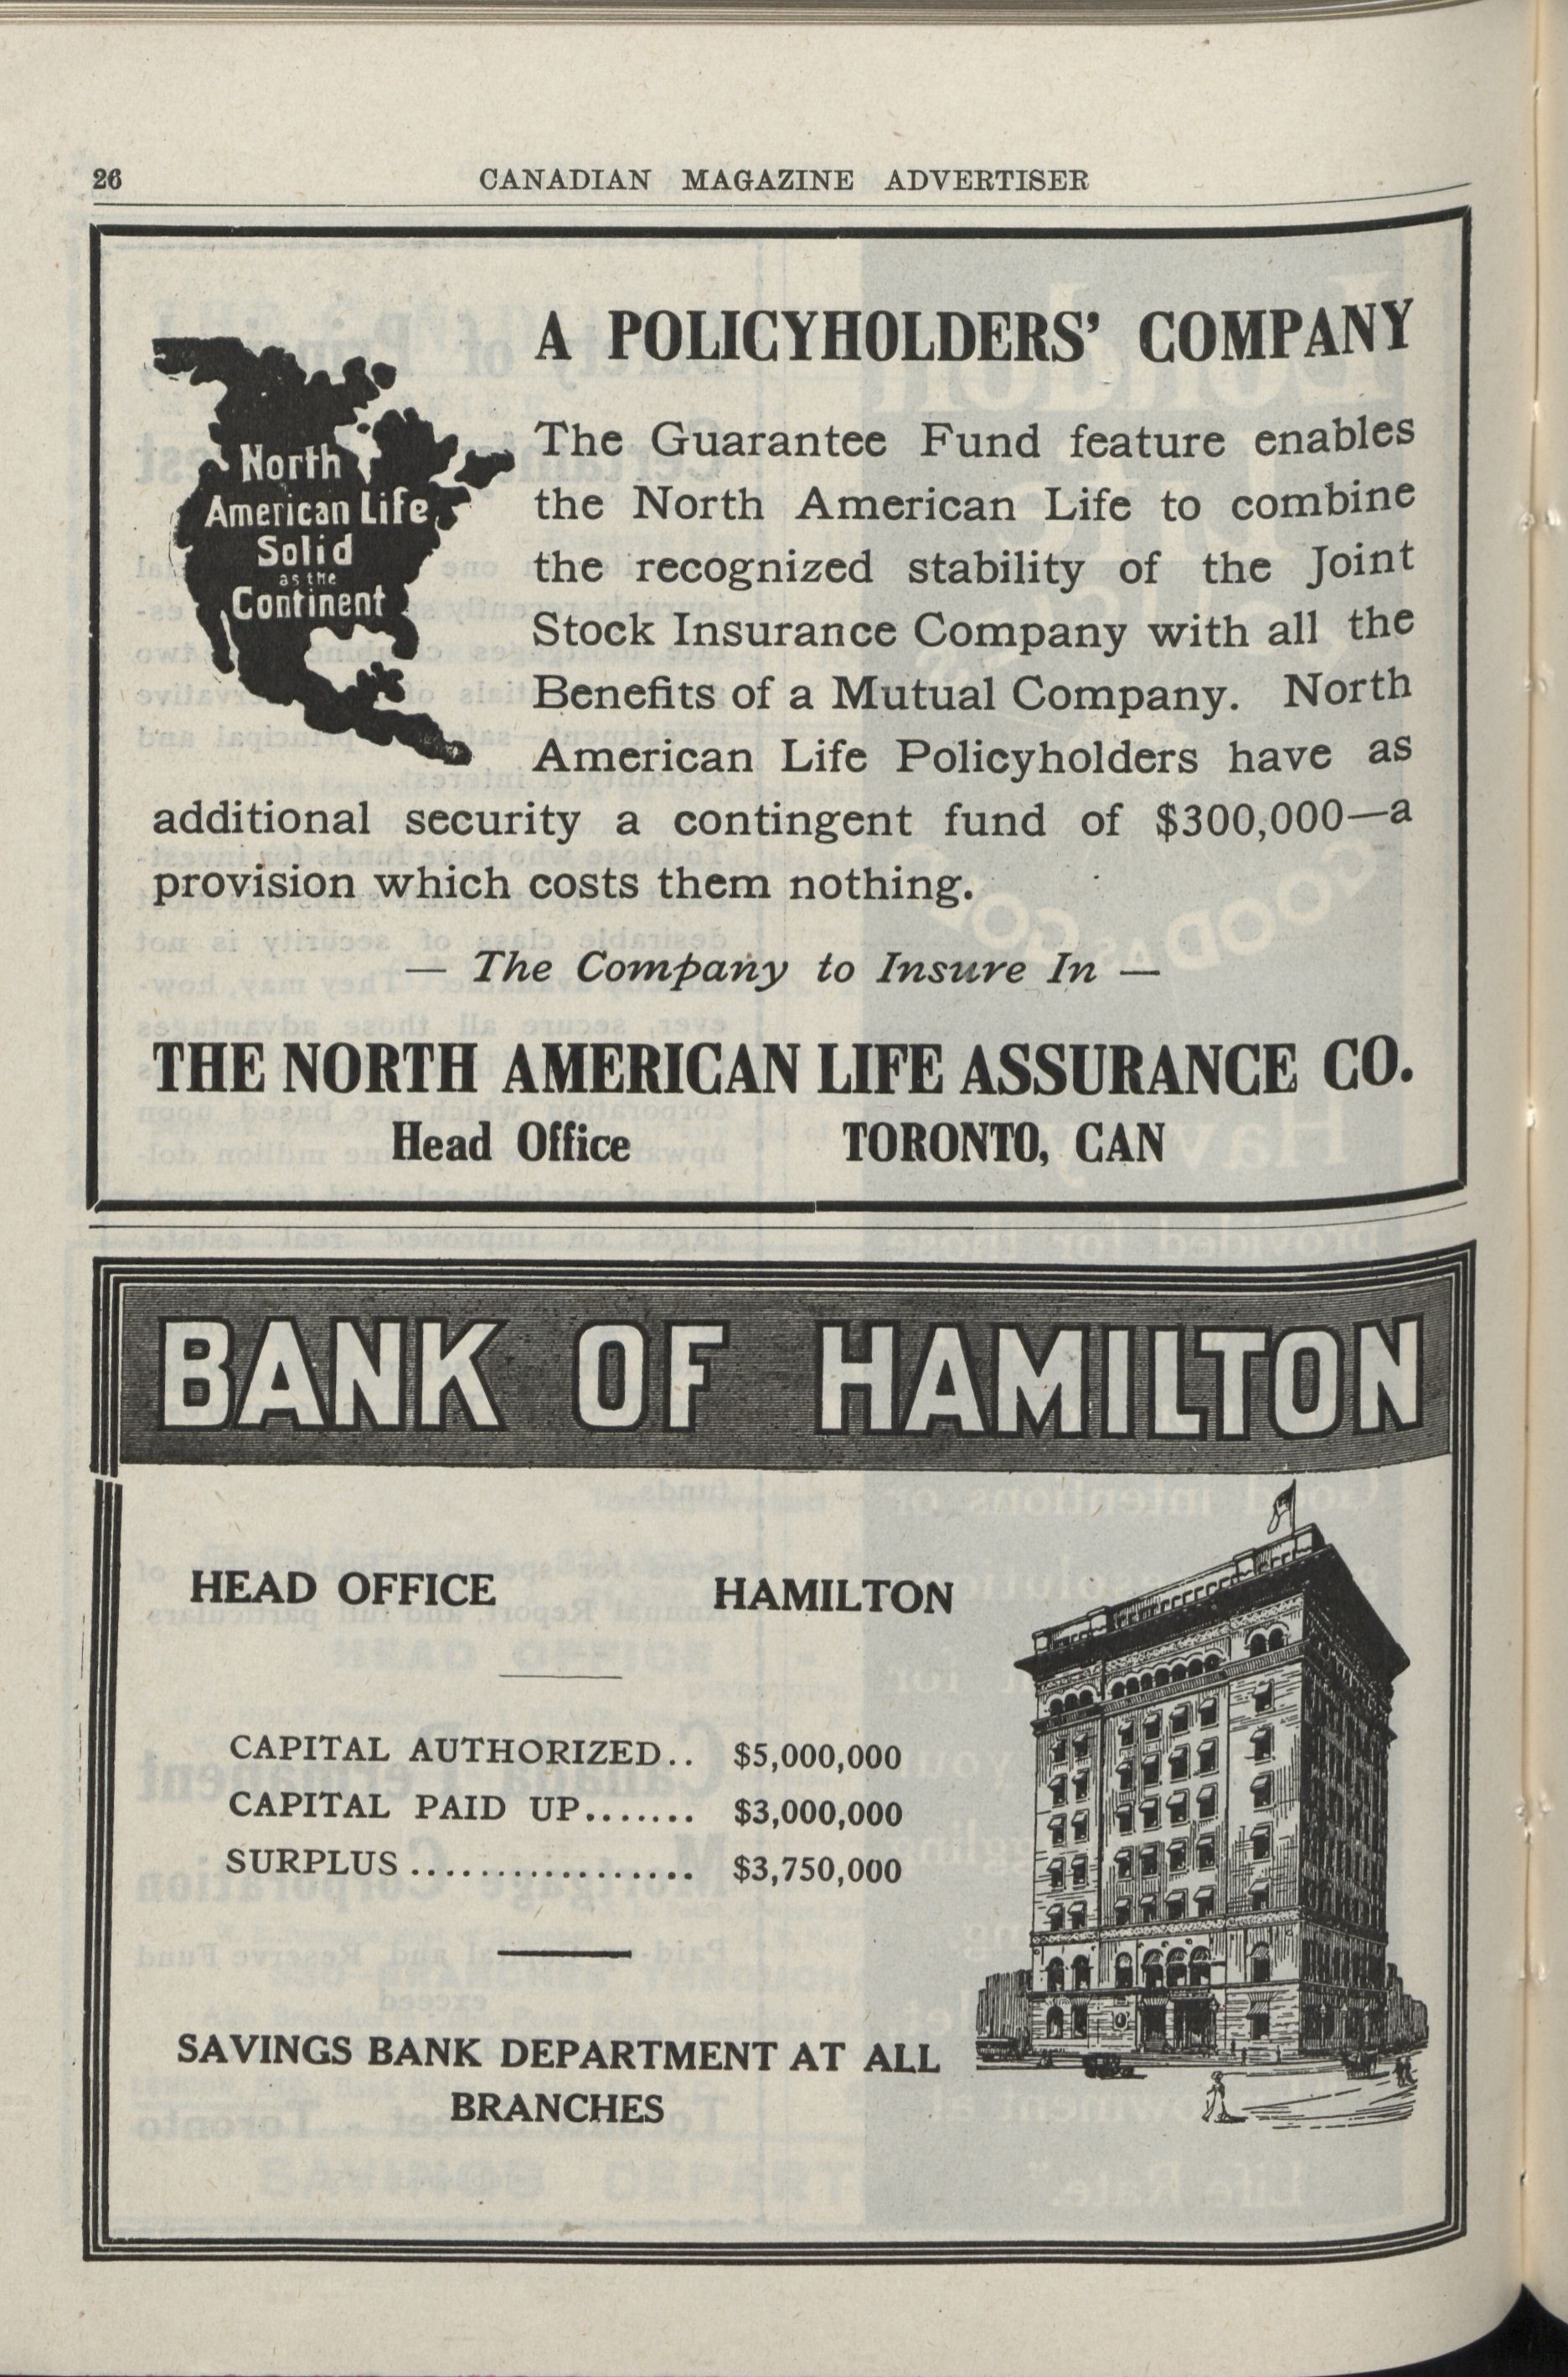 26
CANADIAN MAGAZINE ADVERTISER
A POLICYHOLDERS' COMPANY
North
American Life
Solid
as the
Continent
The Guarantee Fund feature enables
the North American Life to combine
the recognized stability of the Joint
Stock Insurance Company with all the
Benefits of a Mutual Company. North
American Life Policyholders have as
additional security a contingent fund of $300,000—a
provision which costs them nothing.
— The Company to Insure In —
THE NORTH AMERICAN LIFE ASSURANCE CO.
Head Office TORONTO, CAN
BANK OF HAMILTON
HEAD OFFICE HAMILTON
CAPITAL AUTHORIZED.. $5,000,000
CAPITAL PAID UP....... $3,000,000
SURPLUS................. $3,750,000
SAVINGS BANK DEPARTMENT AT ALL
BRANCHES